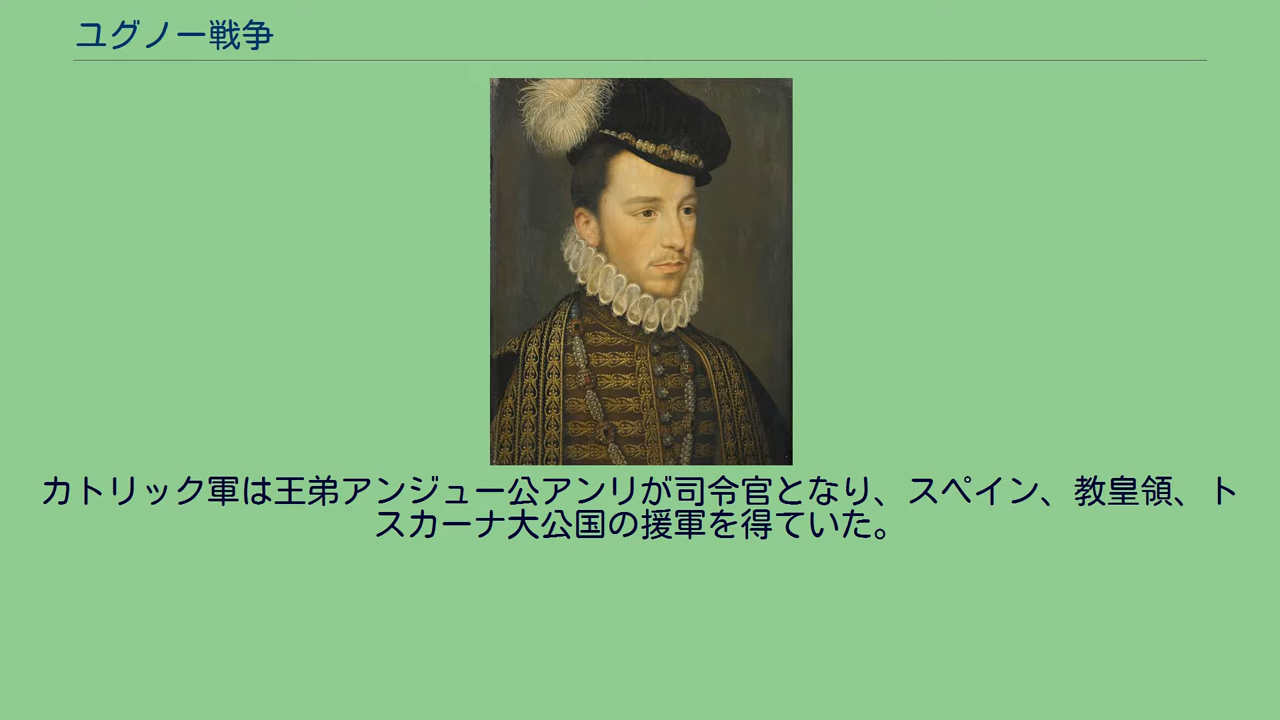 ユグノー戦争
カトリック軍は王弟アンジュー公アンリが司令官となり、スペイン、教皇領、ト
スカーナ大公国の援軍を得ていた。